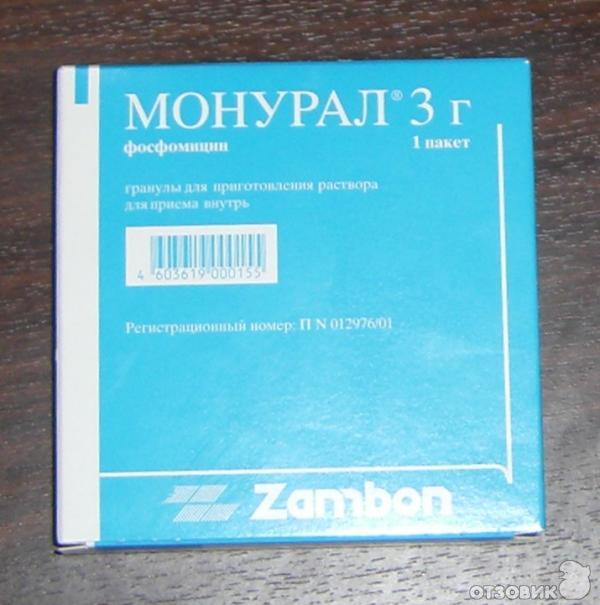 МОНУРАЛ® 3 г
фосфомицин 1 пакет
гранулы для приготовления раствора
для приема внутрь
4 603619 000155
Регистрационный номер: П N 012976/01
Zambon
ОТЗОВИК